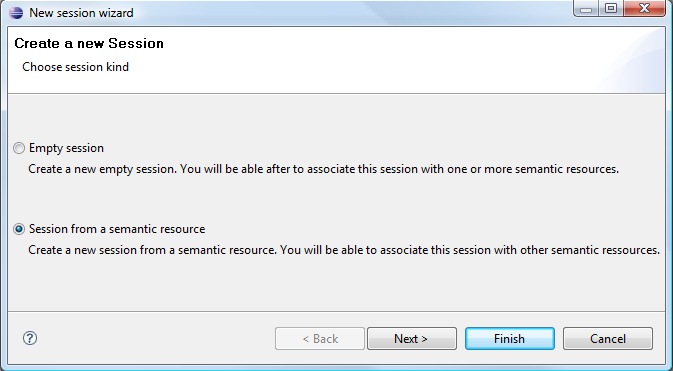 New session wizard
Create a new Session
Choose session kind
Empty session
Create a new empty session. You will be able after to associate this session with one or more semantic resources.
Session from a semantic resource
Create a new session from a semantic resource. You will be able to associate this session with other semantic ressources.
?
< Back
Next >
Finish
Cancel